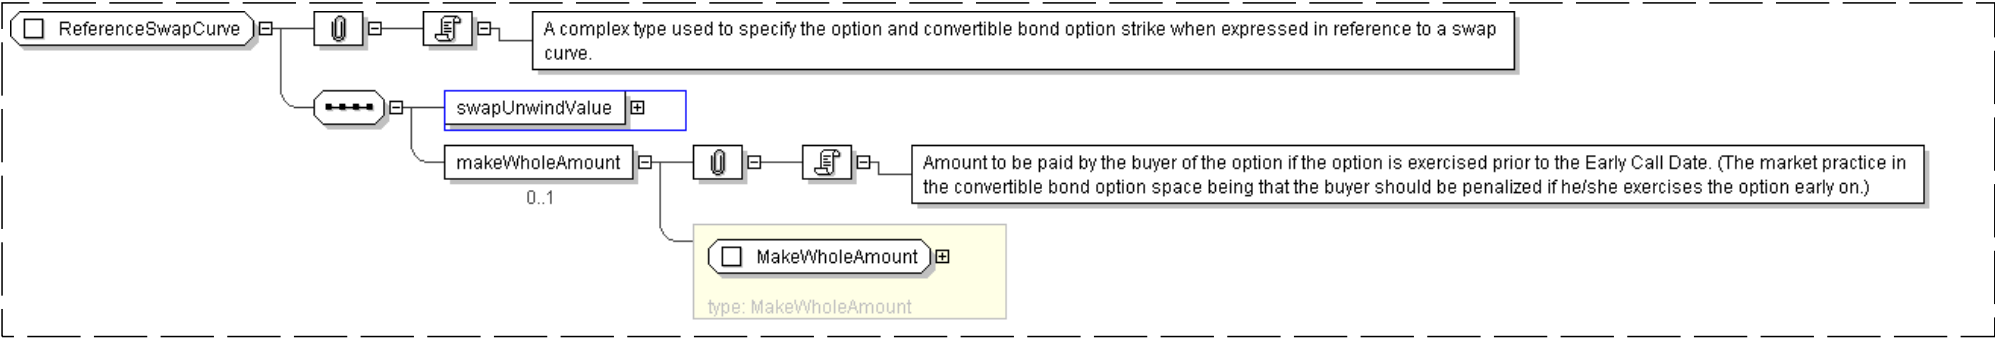 ReferenceSwapCurve
A complex type used to specify the option and convertible bond option strike when expressed in reference to a swap
curve.
swapUnwindValue
makeWholeAmount
0..1
Amount to be paid by the buyer of the option if the option is exercised prior to the Early Call Date. (The market practice in
the convertible bond option space being that the buyer should be penalized if he/she exercises the option early on.)
MakeWholeAmount
type: MakeWholeAmount